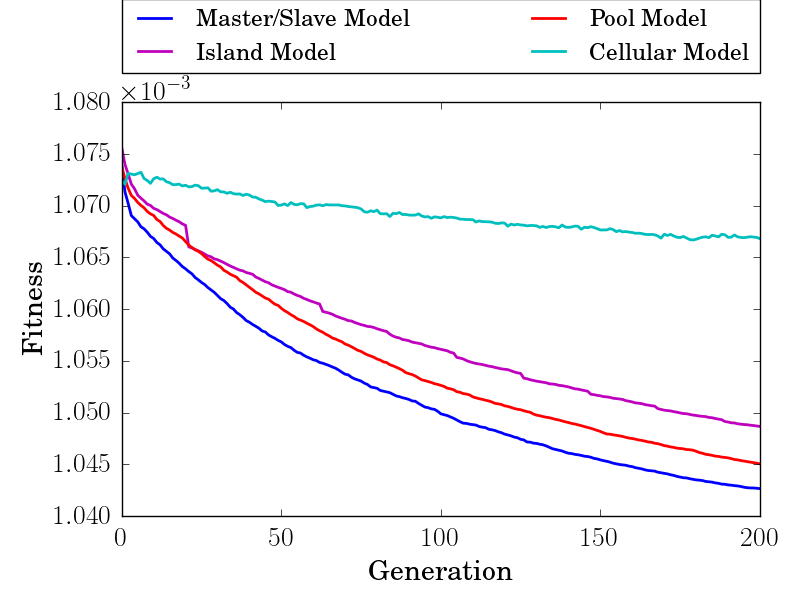 Master/Slave Model Pool Model
Island Model Cellular Model
×10⁻³
1.080
1.075
1.070
1.065
1.060
1.055
1.050
1.045
1.040
Fitness
0 50 100 150 200
Generation